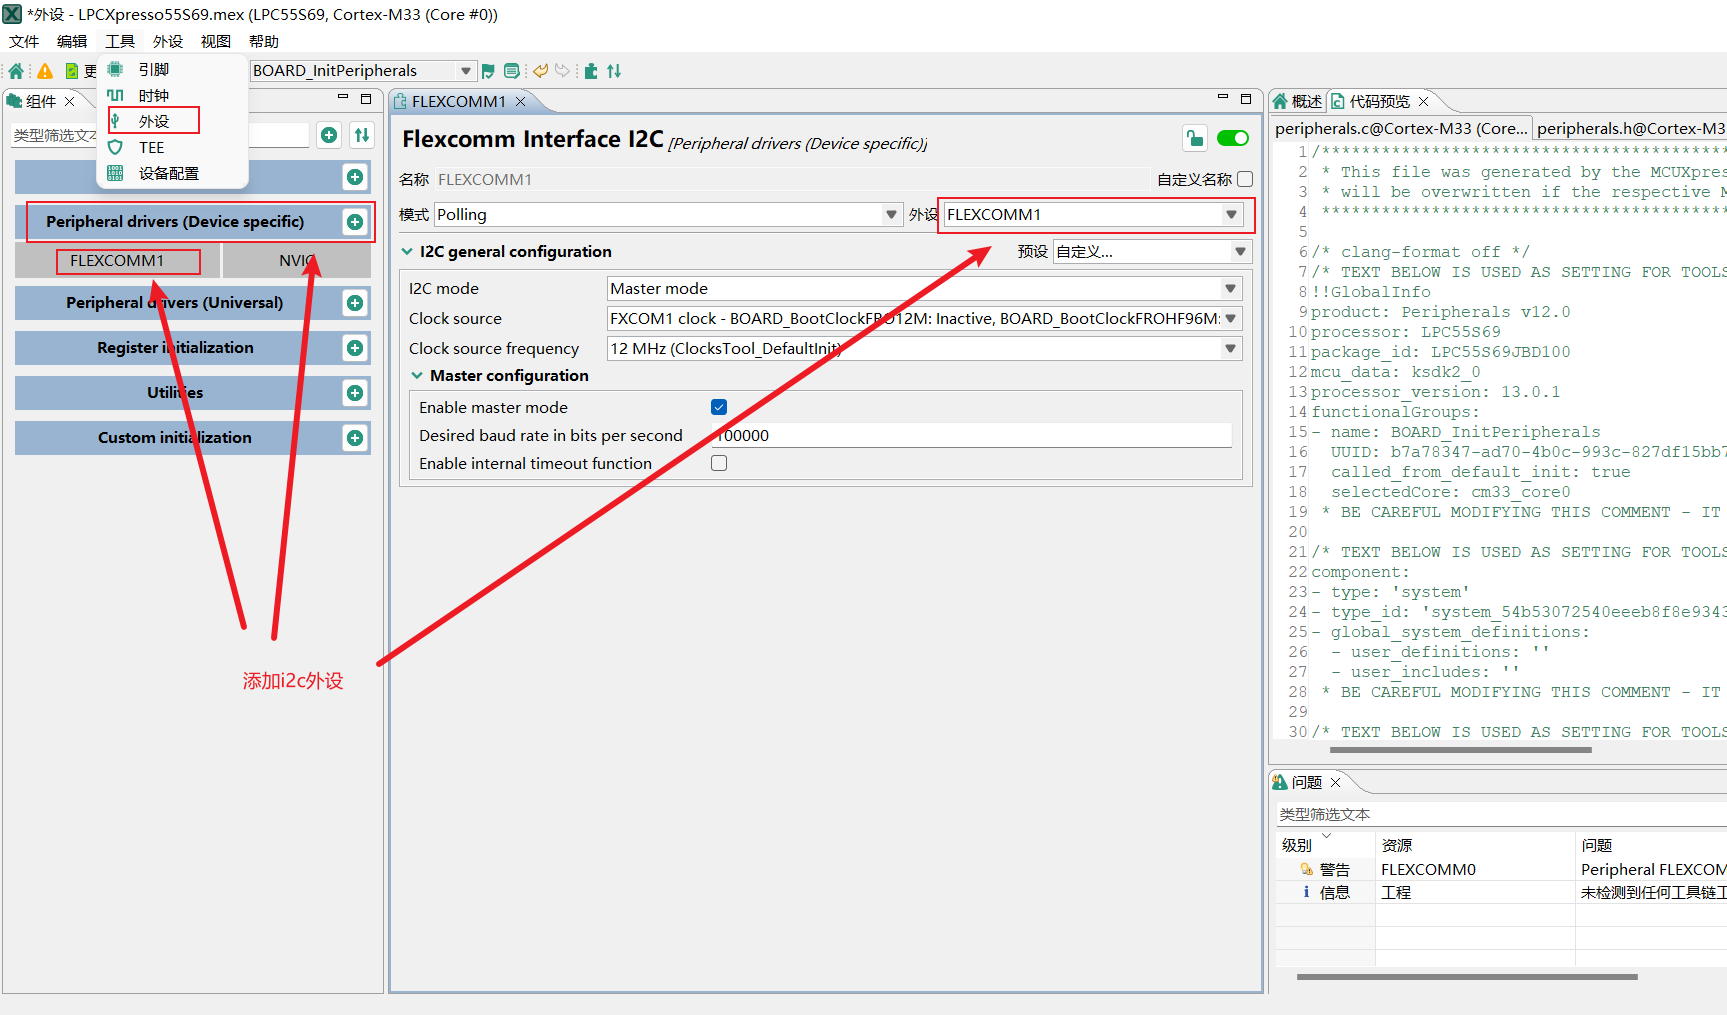 *外设 - LPCXpresso55S69.mex (LPC55S69, Cortex-M33 (Core #0))
文件 编辑 工具 外设 视图 帮助
更
BOARD_InitPeripherals
引脚
时钟
外设
TEE
设备配置
组件
类型筛选文本
Peripheral drivers (Device specific)
FLEXCOMM1 NVIC
Peripheral drivers (Universal)
Register initialization
Utilities
Custom initialization
添加i2c外设
FLEXCOMM1
Flexcomm Interface I2C [Peripheral drivers (Device specific)]
名称 FLEXCOMM1 自定义名称
模式 Polling 外设 FLEXCOMM1
I2C general configuration 预设 自定义...
I2C mode Master mode
Clock source FXCOM1 clock - BOARD_BootClockFRO12M: Inactive, BOARD_BootClockFROHF96M:
Clock source frequency 12 MHz (ClocksTool_DefaultInit)
Master configuration
Enable master mode
Desired baud rate in bits per second 100000
Enable internal timeout function
概述 代码预览
peripherals.c@Cortex-M33 (Core... peripherals.h@Cortex-M33
1 /*****************************************
2 * This file was generated by the MCUXpres
3 * will be overwritten if the respective M
4 *****************************************
5
6 /* clang-format off */
7 /* TEXT BELOW IS USED AS SETTING FOR TOOLS
8 !!GlobalInfo
9 product: Peripherals v12.0
10 processor: LPC55S69
11 package_id: LPC55S69JBD100
12 mcu_data: ksdk2_0
13 processor_version: 13.0.1
14 functionalGroups:
15 - name: BOARD_InitPeripherals
16 UUID: b7a78347-ad70-4b0c-993c-827df15bb7
17 called_from_default_init: true
18 selectedCore: cm33_core0
19 * BE CAREFUL MODIFYING THIS COMMENT - IT
20
21 /* TEXT BELOW IS USED AS SETTING FOR TOOLS
22 component:
23 - type: 'system'
24 - type_id: 'system_54b53072540eeeb8f8e9343
25 - global_system_definitions:
26 - user_definitions: ''
27 - user_includes: ''
28 * BE CAREFUL MODIFYING THIS COMMENT - IT
29
30 /* TEXT BELOW IS USED AS SETTING FOR TOOLS
问题
类型筛选文本
级别 资源 问题
警告 FLEXCOMM0 Peripheral FLEXCOM
信息 工程 未检测到任何工具链工